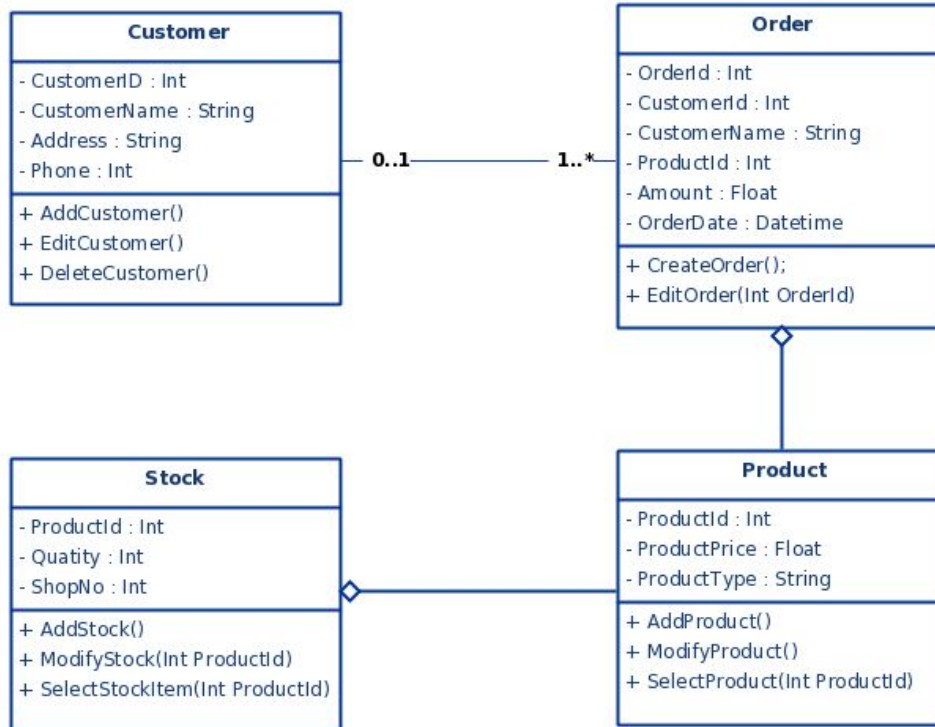 Customer
- CustomerID : Int
- CustomerName : String
- Address : String
- Phone : Int
+ AddCustomer()
+ EditCustomer()
+ DeleteCustomer()
0..1
1..*
Order
- OrderId : Int
- CustomerId : Int
- CustomerName : String
- ProductId : Int
- Amount : Float
- OrderDate : Datetime
+ CreateOrder();
+ EditOrder(Int OrderId)
Stock
- ProductId : Int
- Quatity : Int
- ShopNo : Int
+ AddStock()
+ ModifyStock(Int ProductId)
+ SelectStockItem(Int ProductId)
Product
- ProductId : Int
- ProductPrice : Float
- ProductType : String
+ AddProduct()
+ ModifyProduct()
+ SelectProduct(Int ProductId)